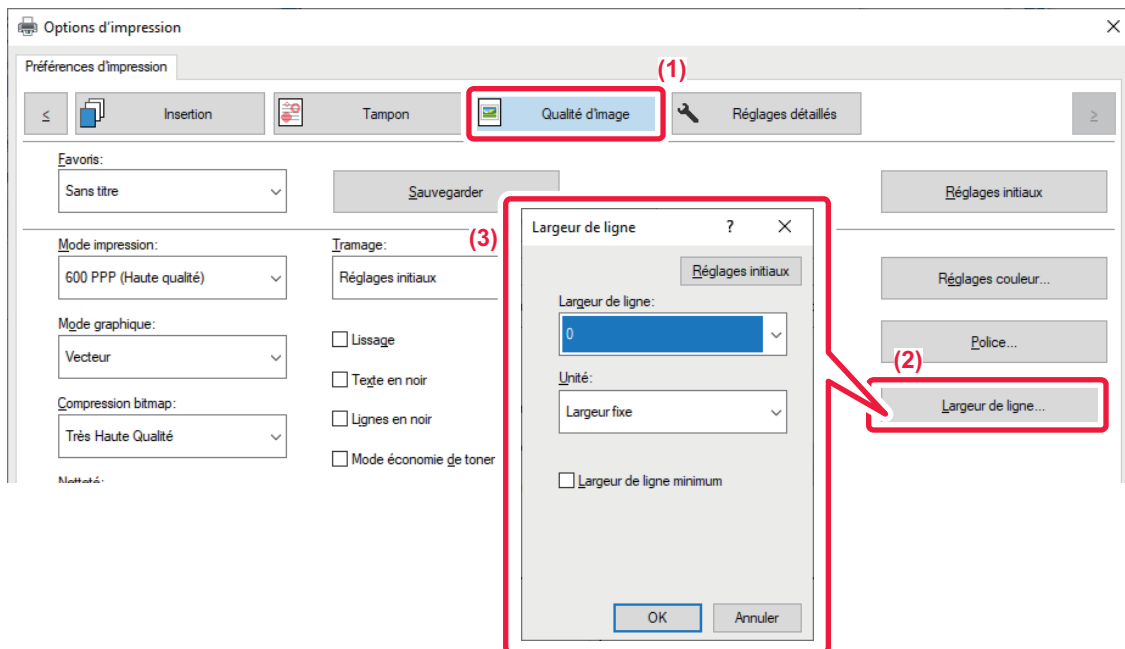 Options d'impression
Préférences d'impression
(1)
< Insertion Tampon Qualité d'image Réglages détaillés >
Favoris:
Sans titre Sauvegarder Réglages initiaux
Mode impression: Tramage:
600 PPP (Haute qualité) Réglages initiaux Réglages couleur...
Mode graphique:
Vecteur Lissage Police...
Texte en noir
Compression bitmap: Lignes en noir Largeur de ligne...
Très Haute Qualité
Mode économie de toner
Netteté:
(2)
(3)
Largeur de ligne ?
Réglages initiaux
Largeur de ligne:
0
Unité:
Largeur fixe
Largeur de ligne minimum
OK Annuler